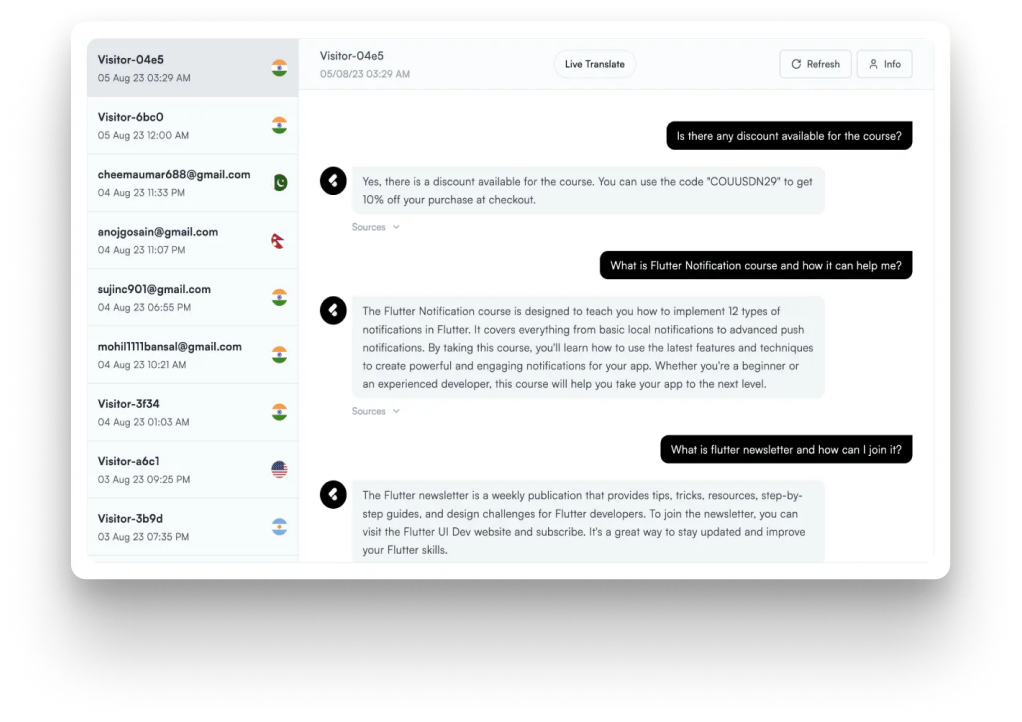 Visitor-04e5
05 Aug 23 03:29 AM
Visitor-6bc0
05 Aug 23 12:00 AM
cheemaumar688@gmail.com
04 Aug 23 11:33 PM
anojgosain@gmail.com
04 Aug 23 11:07 PM
sujinc901@gmail.com
04 Aug 23 06:55 PM
mohil1111bansal@gmail.com
04 Aug 23 10:21 AM
Visitor-3f34
04 Aug 23 01:03 AM
Visitor-a6c1
03 Aug 23 09:25 PM
Visitor-3b9d
03 Aug 23 07:35 PM
Visitor-04e5
05/08/23 03:29 AM
Live Translate
Refresh
Info
Is there any discount available for the course?
Yes, there is a discount available for the course. You can use the code "COUUSDN29" to get
10% off your purchase at checkout.
Sources
What is Flutter Notification course and how it can help me?
The Flutter Notification course is designed to teach you how to implement 12 types of
notifications in Flutter. It covers everything from basic local notifications to advanced push
notifications. By taking this course, you'll learn how to use the latest features and techniques
to create powerful and engaging notifications for your app. Whether you're a beginner or
an experienced developer, this course will help you take your app to the next level.
Sources
What is flutter newsletter and how can I join it?
The Flutter newsletter is a weekly publication that provides tips, tricks, resources, step-by-
step guides, and design challenges for Flutter developers. To join the newsletter, you can
visit the Flutter UI Dev website and subscribe. It's a great way to stay updated and improve
your Flutter skills.